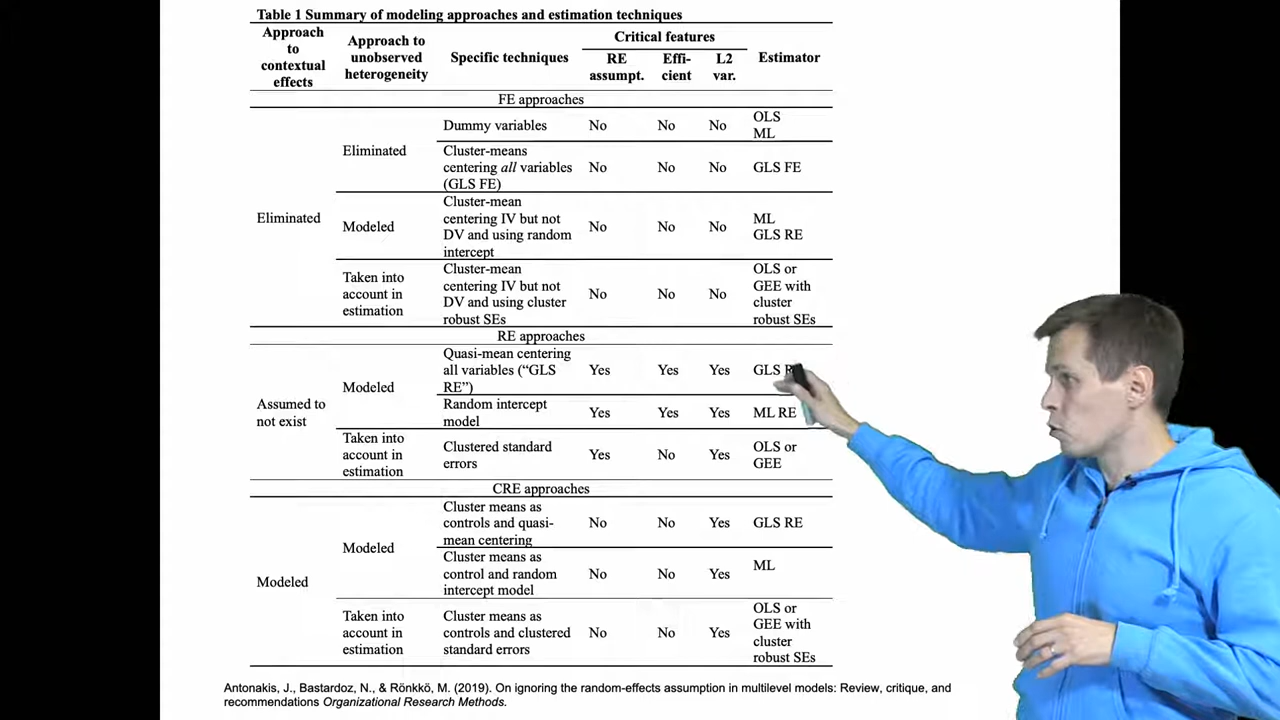 Table 1 Summary of modeling approaches and estimation techniques
Approach
to
contextual
effects
Approach to
unobserved
heterogeneity
Specific techniques
Critical features
RE
assumpt.
Effi-
cient
L2
var.
Estimator
FE approaches
Eliminated
Eliminated
Dummy variables
No
No
No
OLS
ML
Cluster-means
centering all variables
(GLS FE)
No
No
No
GLS FE
Modeled
Cluster-mean
centering IV but not
DV and using random
intercept
No
No
No
ML
GLS RE
Taken into
account in
estimation
Cluster-mean
centering IV but not
DV and using cluster
robust SEs
No
No
No
OLS or
GEE with
cluster
robust SEs
RE approaches
Assumed to
not exist
Modeled
Quasi-mean centering
all variables (“GLS
RE”)
Yes
Yes
Yes
GLS
Random intercept
model
Yes
Yes
Yes
ML RE
Taken into
account in
estimation
Clustered standard
errors
Yes
No
Yes
OLS or
GEE
CRE approaches
Modeled
Modeled
Cluster means as
controls and quasi-
mean centering
No
No
Yes
GLS RE
Cluster means as
control and random
intercept model
No
No
Yes
ML
Taken into
account in
estimation
Cluster means as
controls and clustered
standard errors
No
No
Yes
OLS or
GEE with
cluster
robust SEs
Antonakis, J., Bastardoz, N., & Rönkkö, M. (2019). On ignoring the random-effects assumption in multilevel models: Review, critique, and
recommendations Organizational Research Methods.